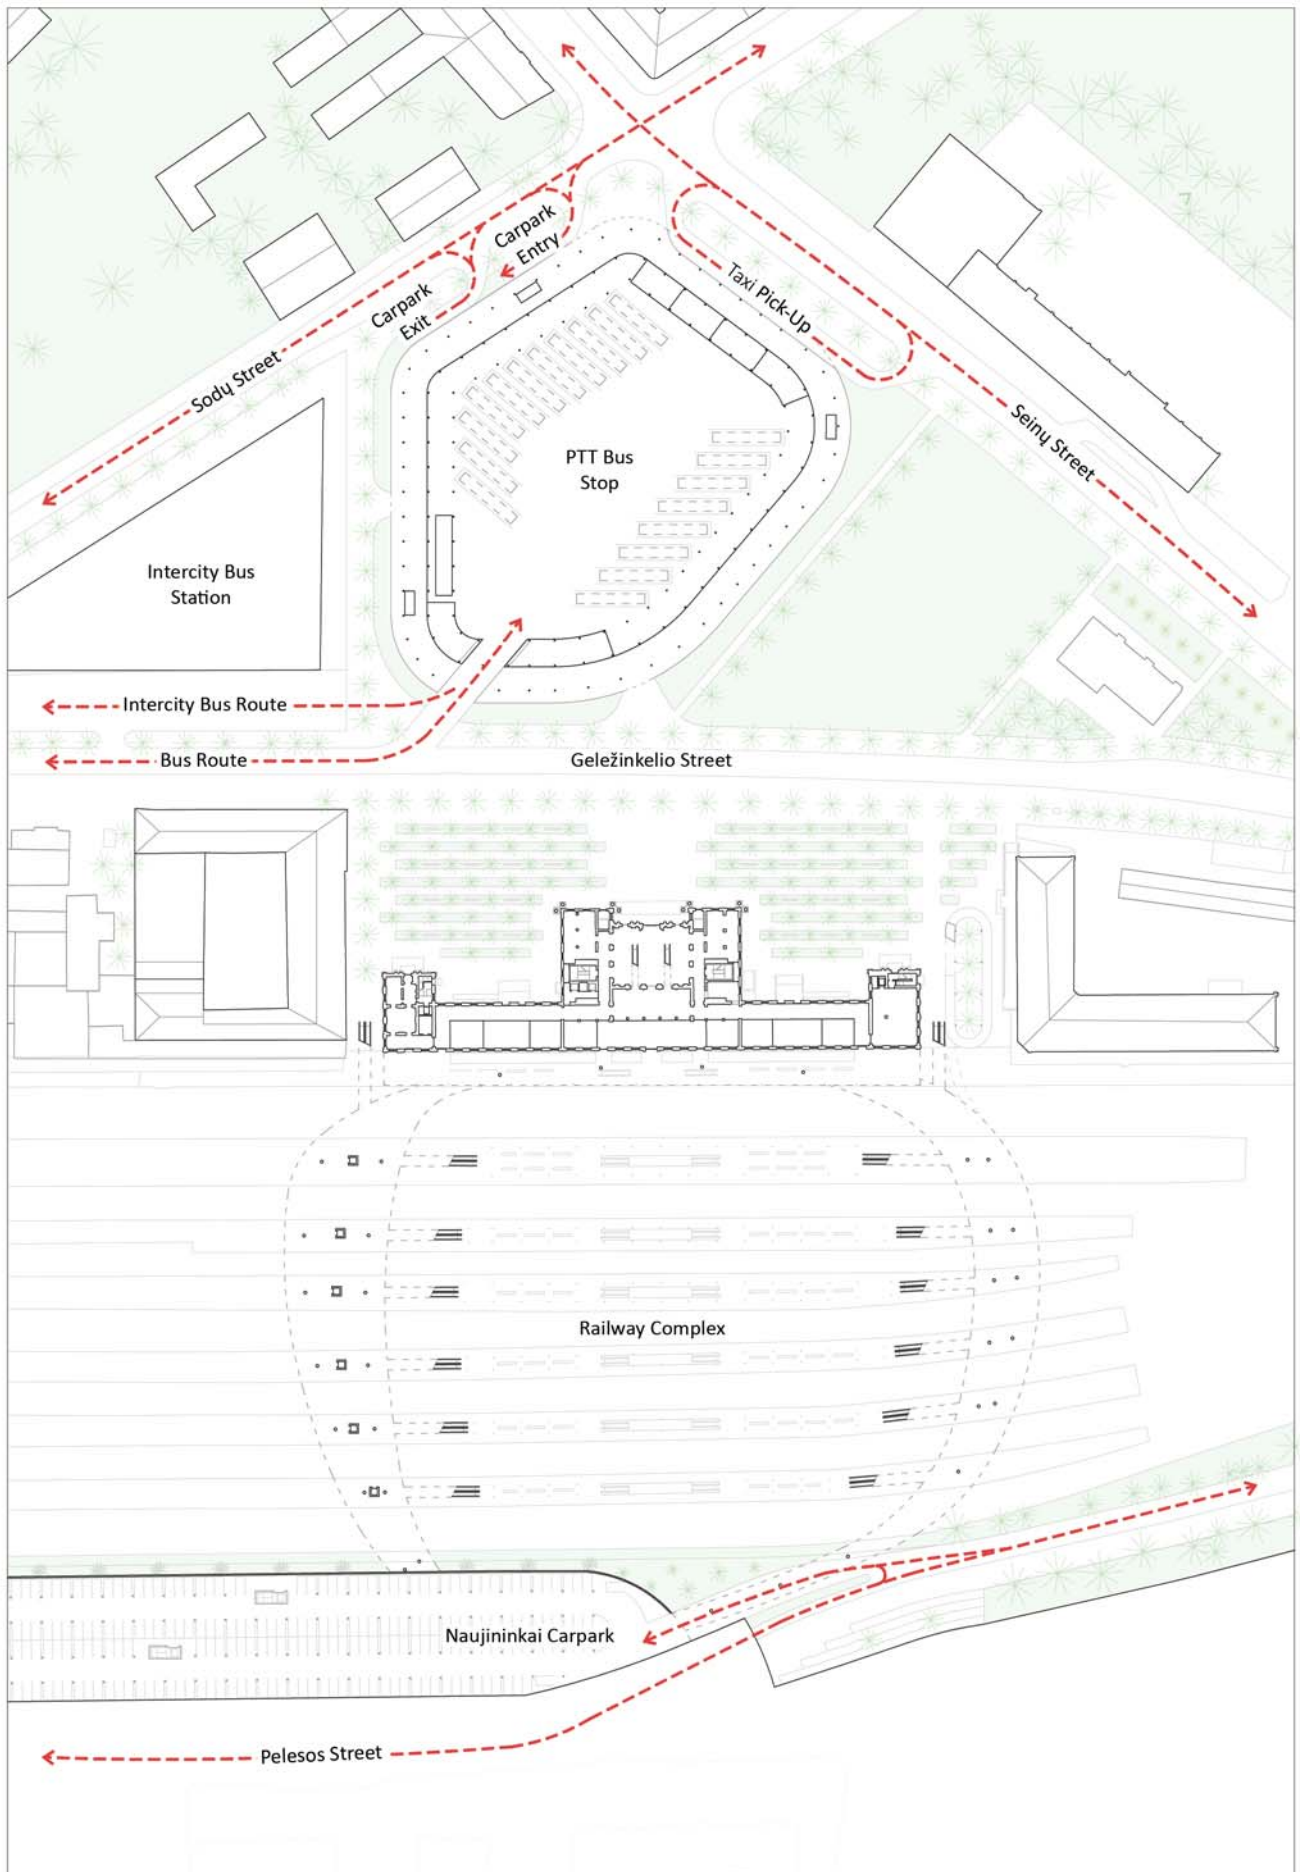 Carpark
Entry
Carpark
Exit
Taxi Pick-Up
Sodų Street
Seinų Street
PTT Bus
Stop
Intercity Bus
Station
Intercity Bus Route
Bus Route
Geležinkelio Street
Railway Complex
Naujininkai Carpark
Pelesos Street